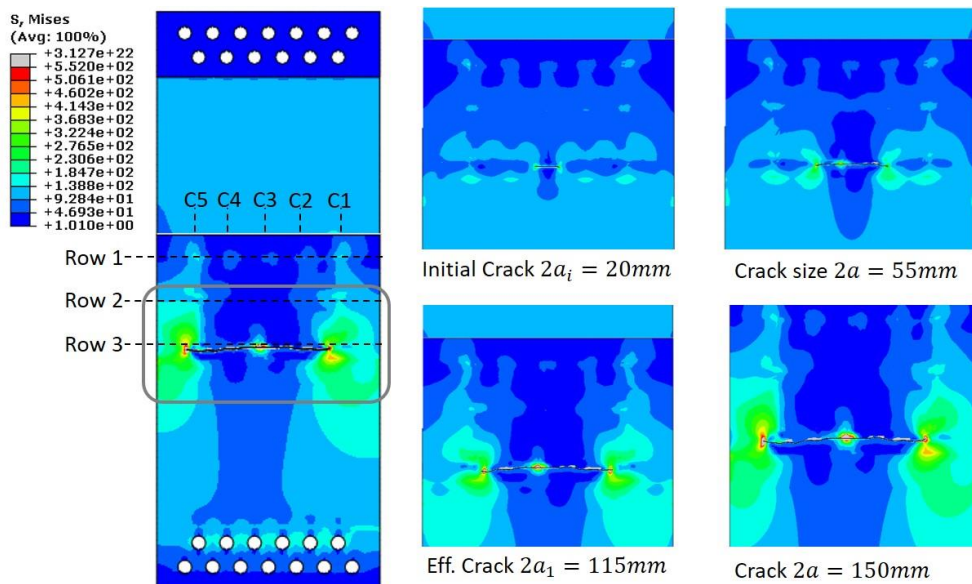 S, Mises
(Avg: 100%)
+3.127e+22
+5.520e+02
+5.061e+02
+4.602e+02
+4.143e+02
+3.683e+02
+3.224e+02
+2.765e+02
+2.306e+02
+1.847e+02
+1.388e+02
+9.284e+01
+4.693e+01
+1.010e+00
C5 C4 C3 C2 C1
Row 1
Row 2
Row 3
Initial Crack 2aᵢ = 20mm
Crack size 2a = 55mm
Eff. Crack 2a₁ = 115mm
Crack 2a = 150mm